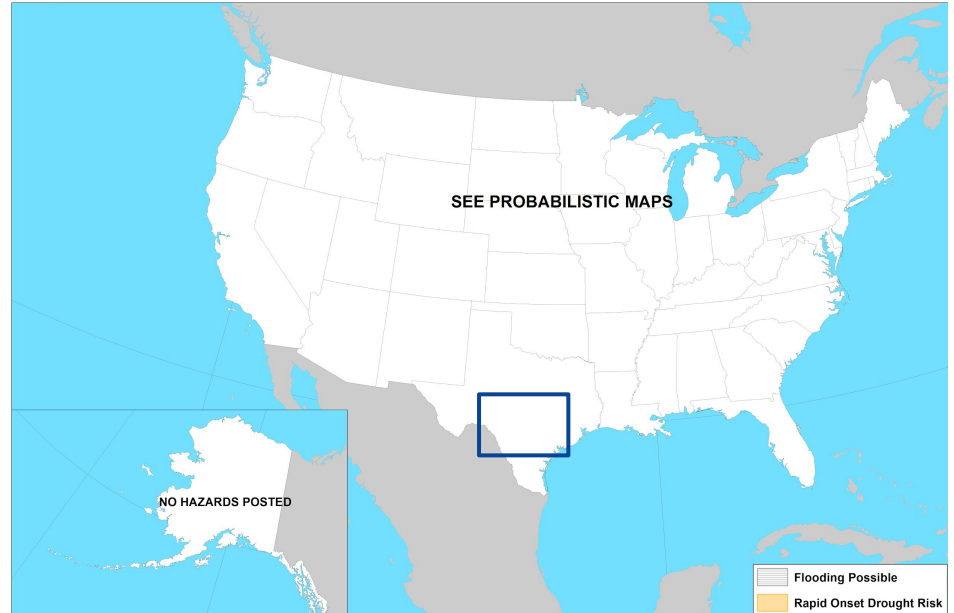 SEE PROBABILISTIC MAPS
NO HAZARDS POSTED
Flooding Possible
Rapid Onset Drought Risk